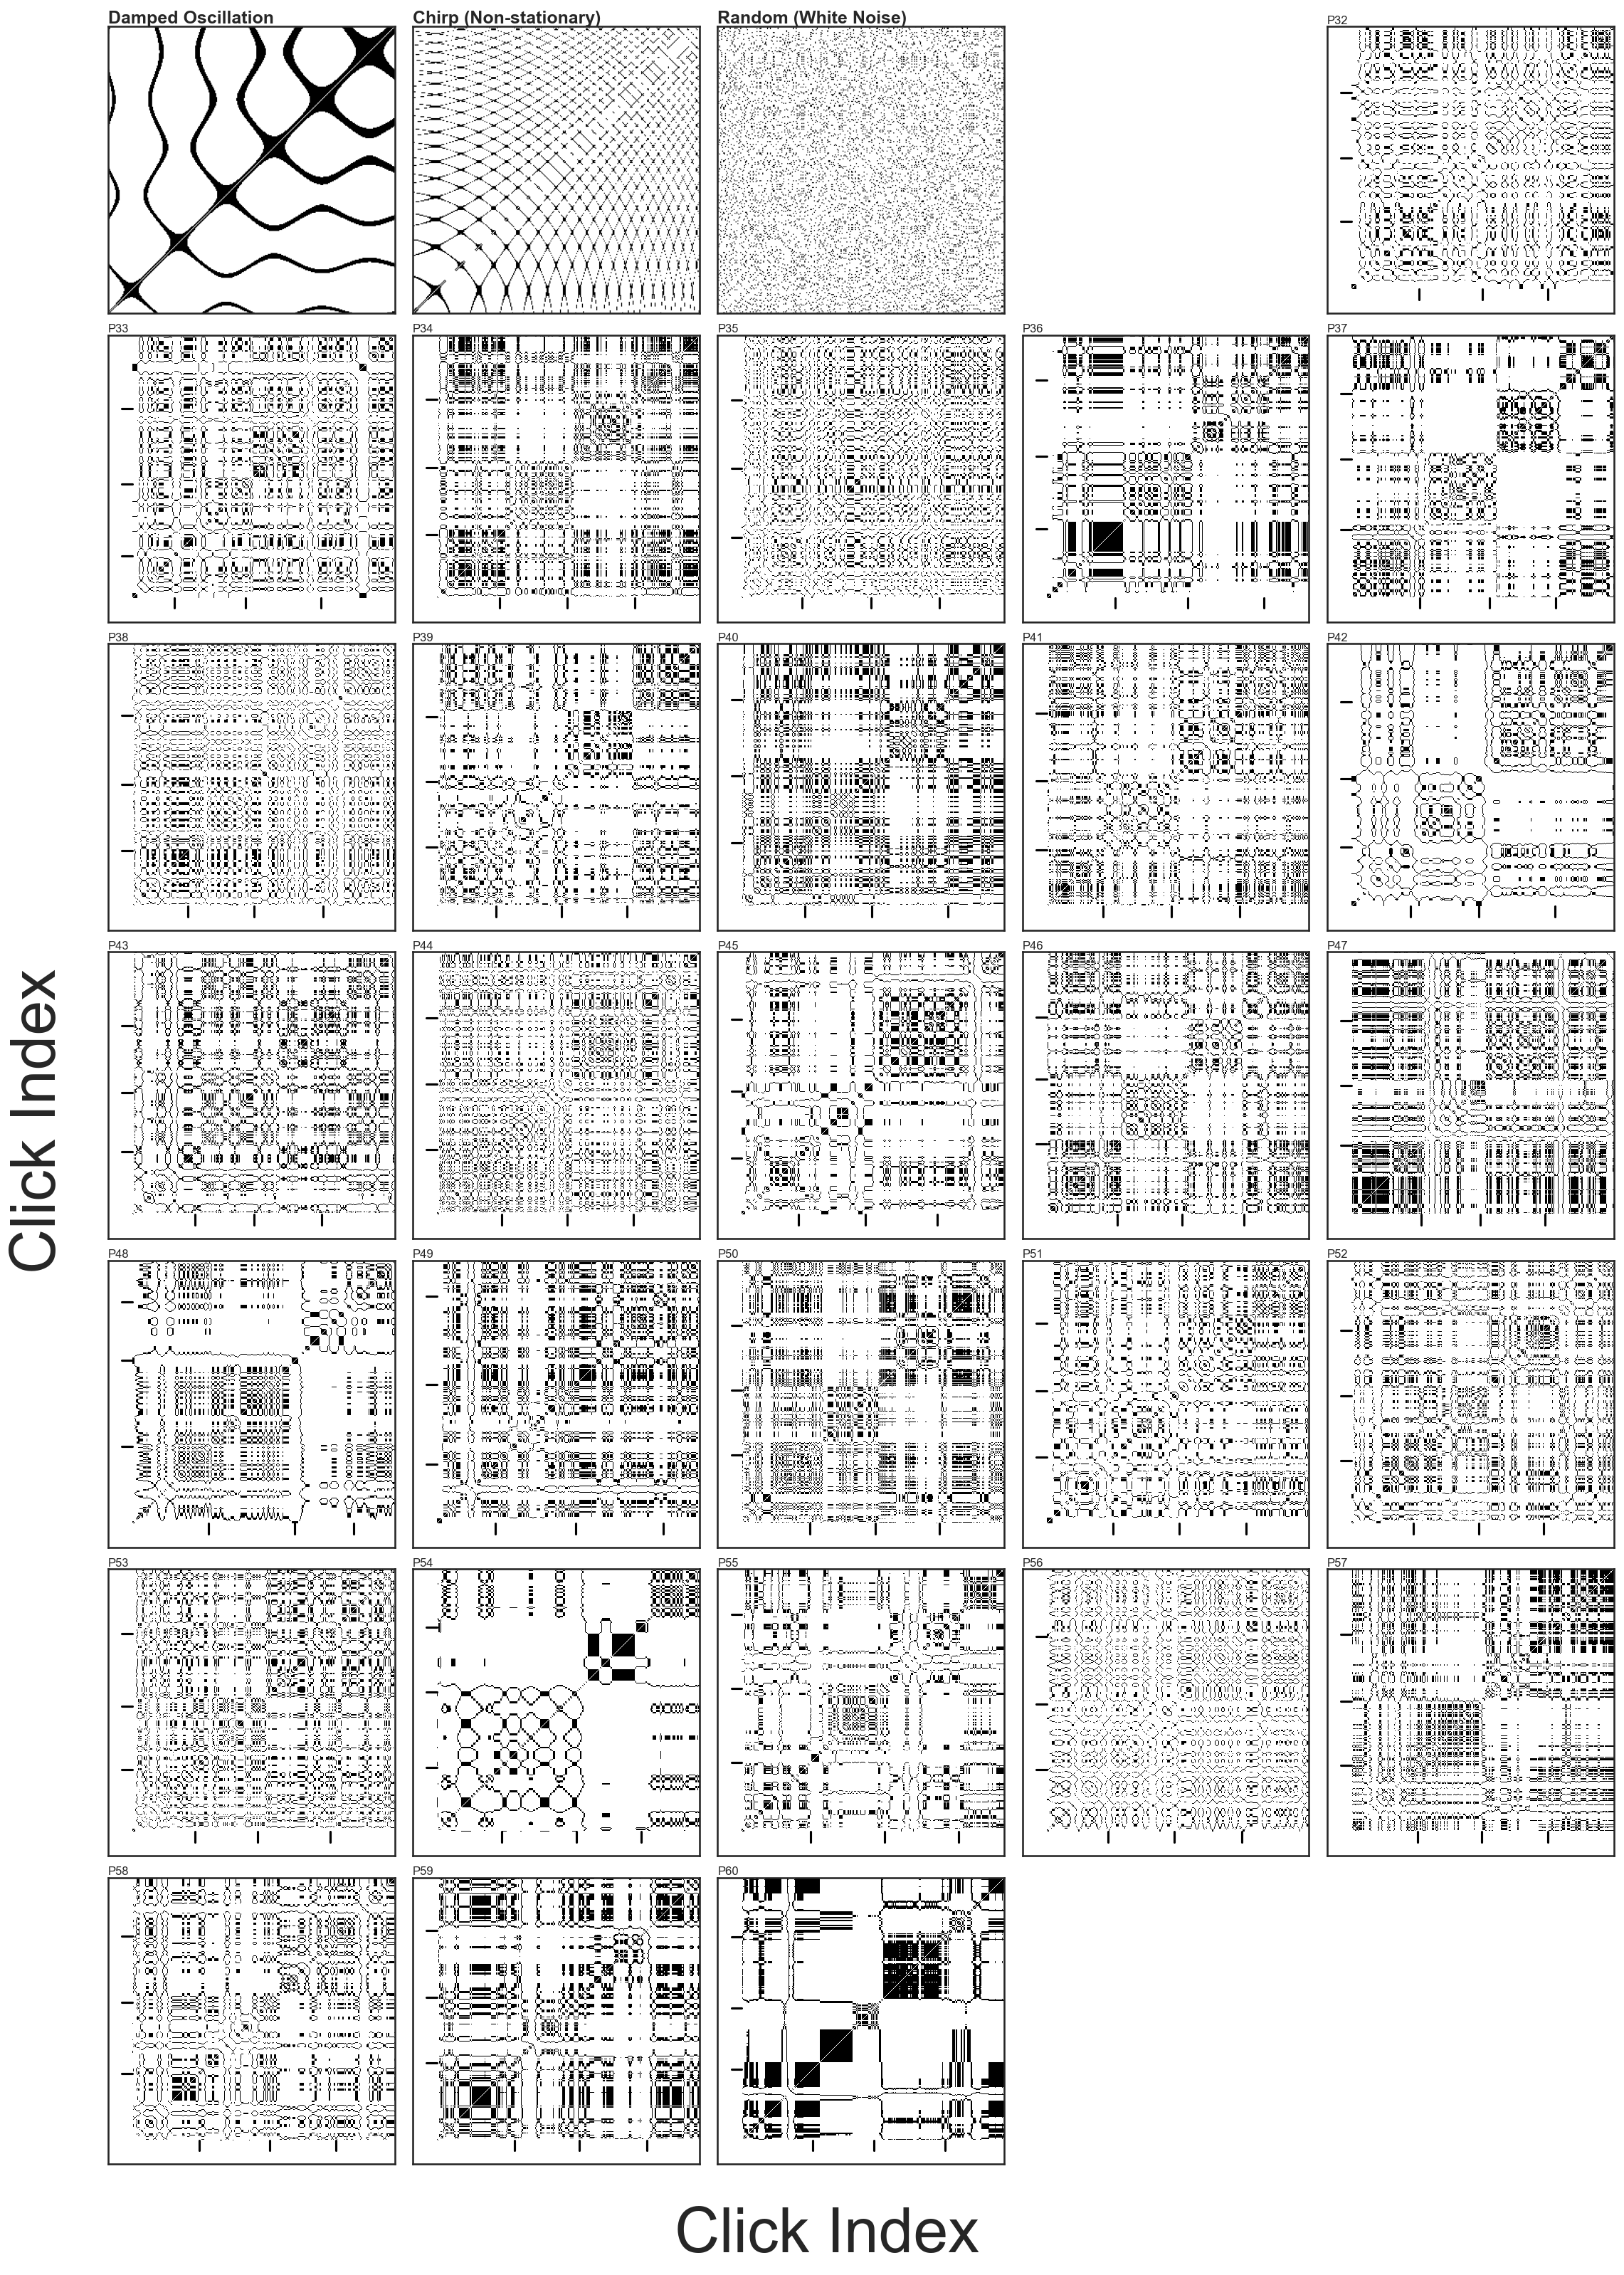 Damped Oscillation
Chirp (Non-stationary)
Random (White Noise)
P32
P33
P34
P35
P36
P37
P38
P39
P40
P41
P42
P43
P44
P45
P46
P47
P48
P49
P50
P51
P52
P53
P54
P55
P56
P57
P58
P59
P60
Click Index
Click Index